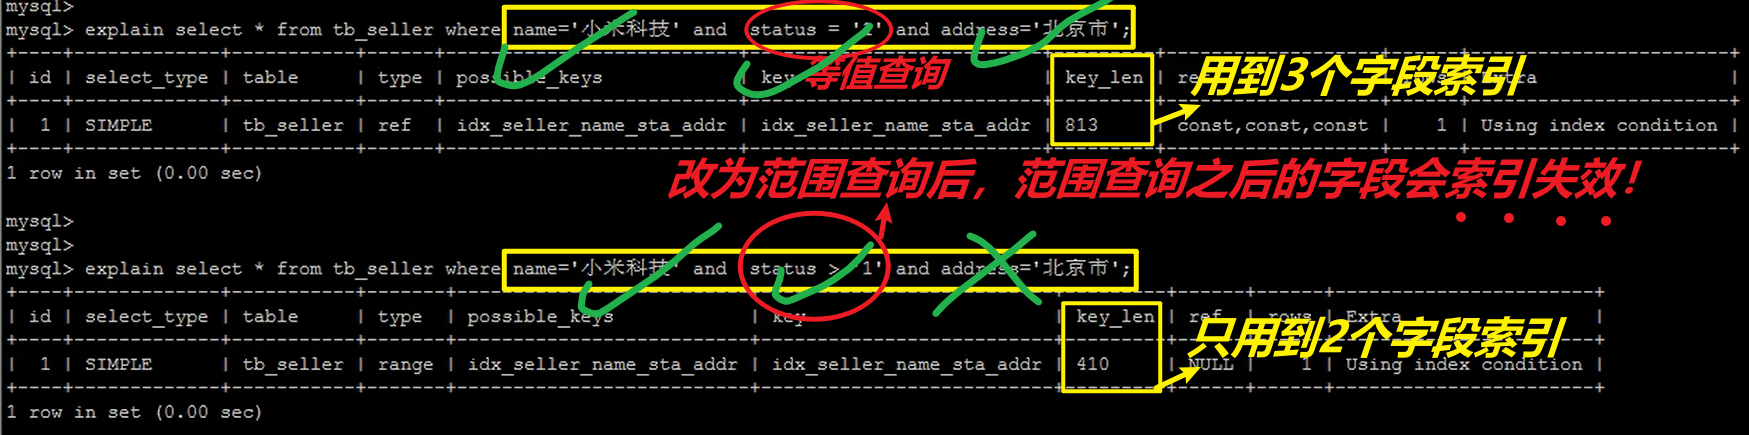 mysql>
mysql> explain select * from tb_seller where name='小米科技' and status = '1' and address='北京市';
| id | select_type | table | type | possible_keys | key 等值查询 | key_len | ref | rows | Extra |
用到3个字段索引
| 1 | SIMPLE | tb_seller | ref | idx_seller_name_sta_addr | idx_seller_name_sta_addr | 813 | const,const,const | 1 | Using index condition |
1 row in set (0.00 sec)
改为范围查询后，范围查询之后的字段会索引失效！
mysql>
mysql>
mysql> explain select * from tb_seller where name='小米科技' and status > '1' and address='北京市';
| id | select_type | table | type | possible_keys | key | key_len | ref | rows | Extra |
只用到2个字段索引
| 1 | SIMPLE | tb_seller | range | idx_seller_name_sta_addr | idx_seller_name_sta_addr | 410 | NULL | 1 | Using index condition |
1 row in set (0.00 sec)